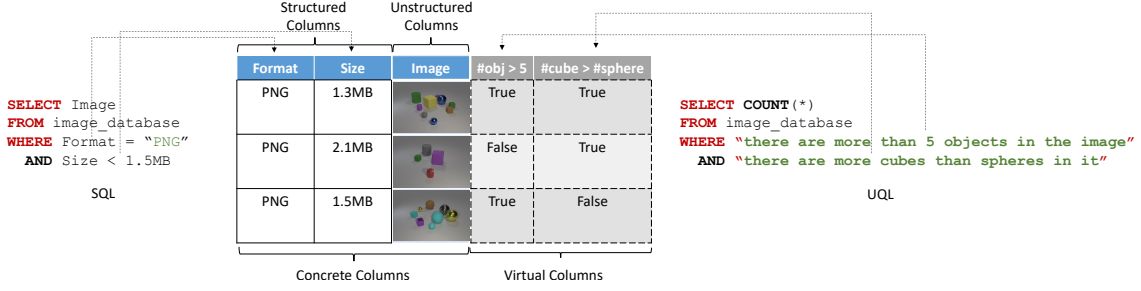 Structured Columns
Unstructured Columns
Format Size Image #obj > 5 #cube > #sphere
PNG 1.3MB True True
PNG 2.1MB False True
PNG 1.5MB True False
Concrete Columns
Virtual Columns
SELECT Image
FROM image_database
WHERE Format = “PNG”
AND Size < 1.5MB
SQL
SELECT COUNT(*)
FROM image_database
WHERE “there are more than 5 objects in the image”
AND “there are more cubes than spheres in it”
UQL